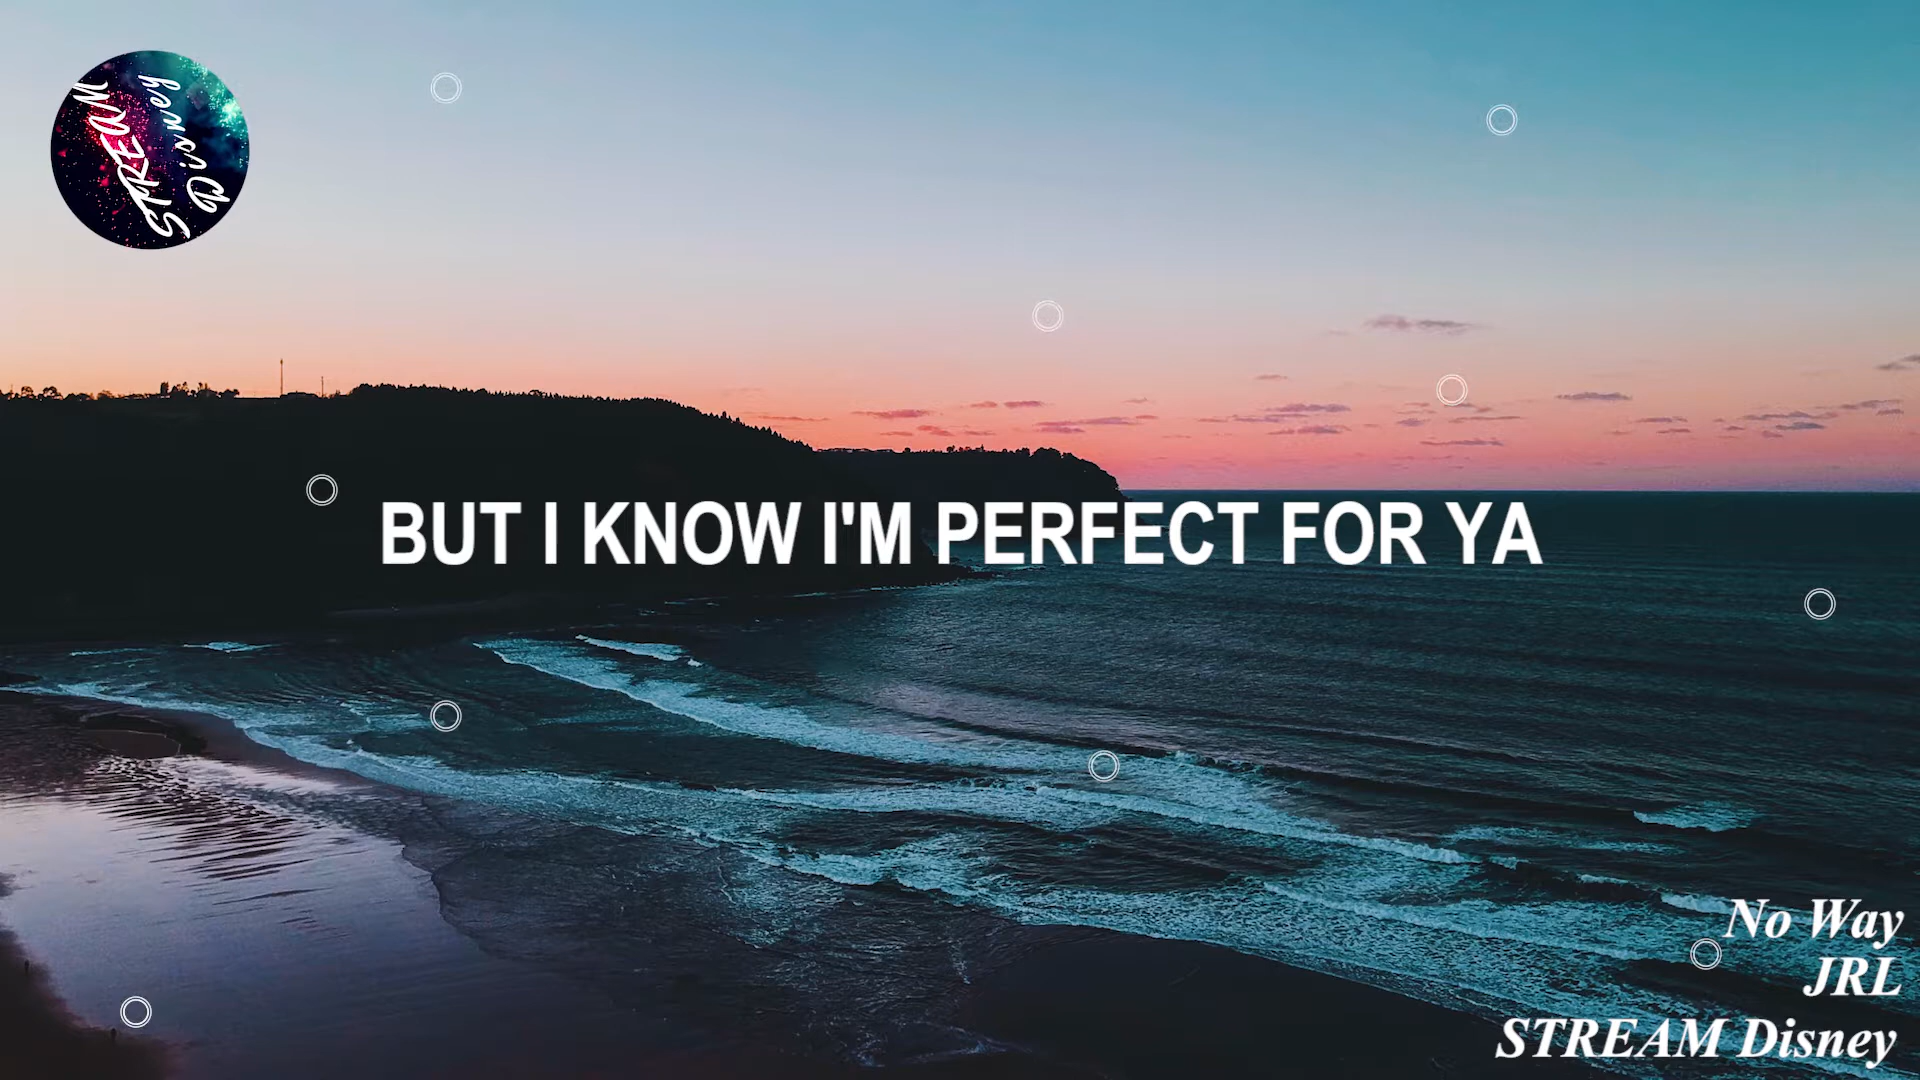 STREAM
Disney
BUT I KNOW I'M PERFECT FOR YA
No Way
JRL
STREAM Disney